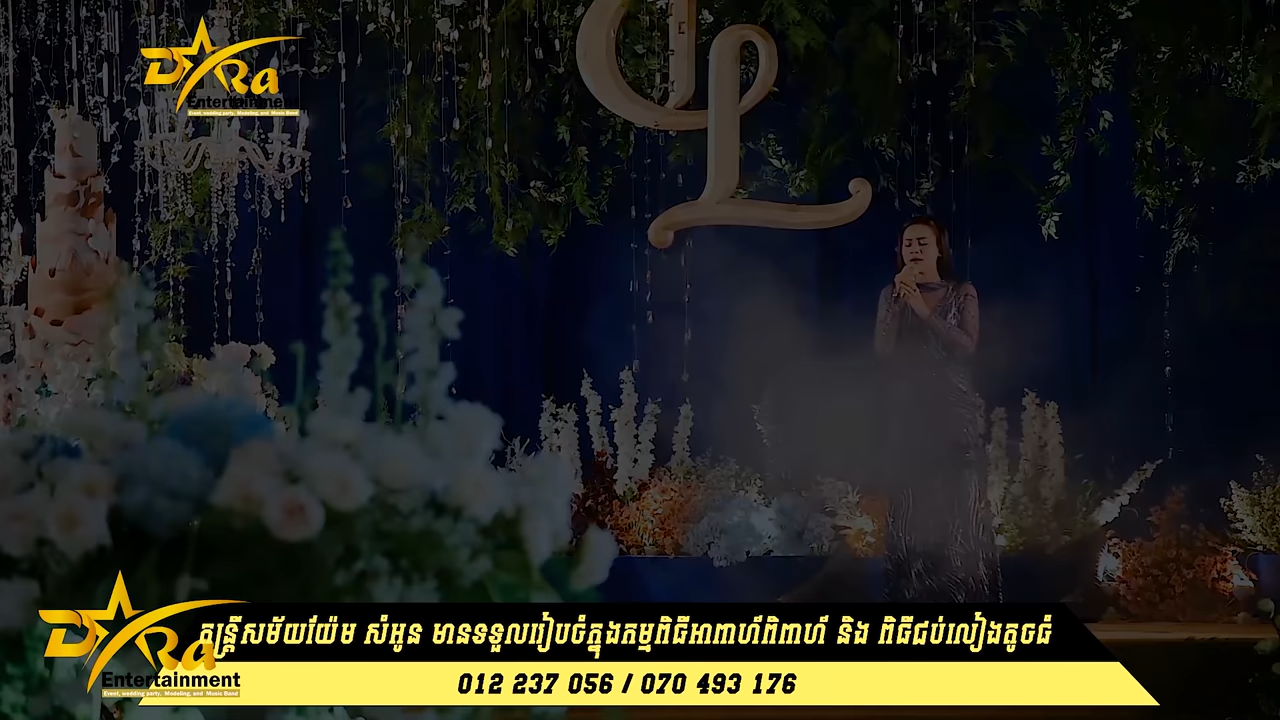 DaRa
Entertainment
Event, wedding party, Modeling, and Music Band
L
តន្ត្រីសម័យយ៉ែម សំអូន មានទទួលរៀបចំក្នុងកម្មពិធីអាពាហ៍ពិពាហ៍ និង ពិធីជប់លៀងតូចធំ
DaRa
Entertainment
Event, wedding party, Modeling, and Music Band
012 237 056 / 070 493 176